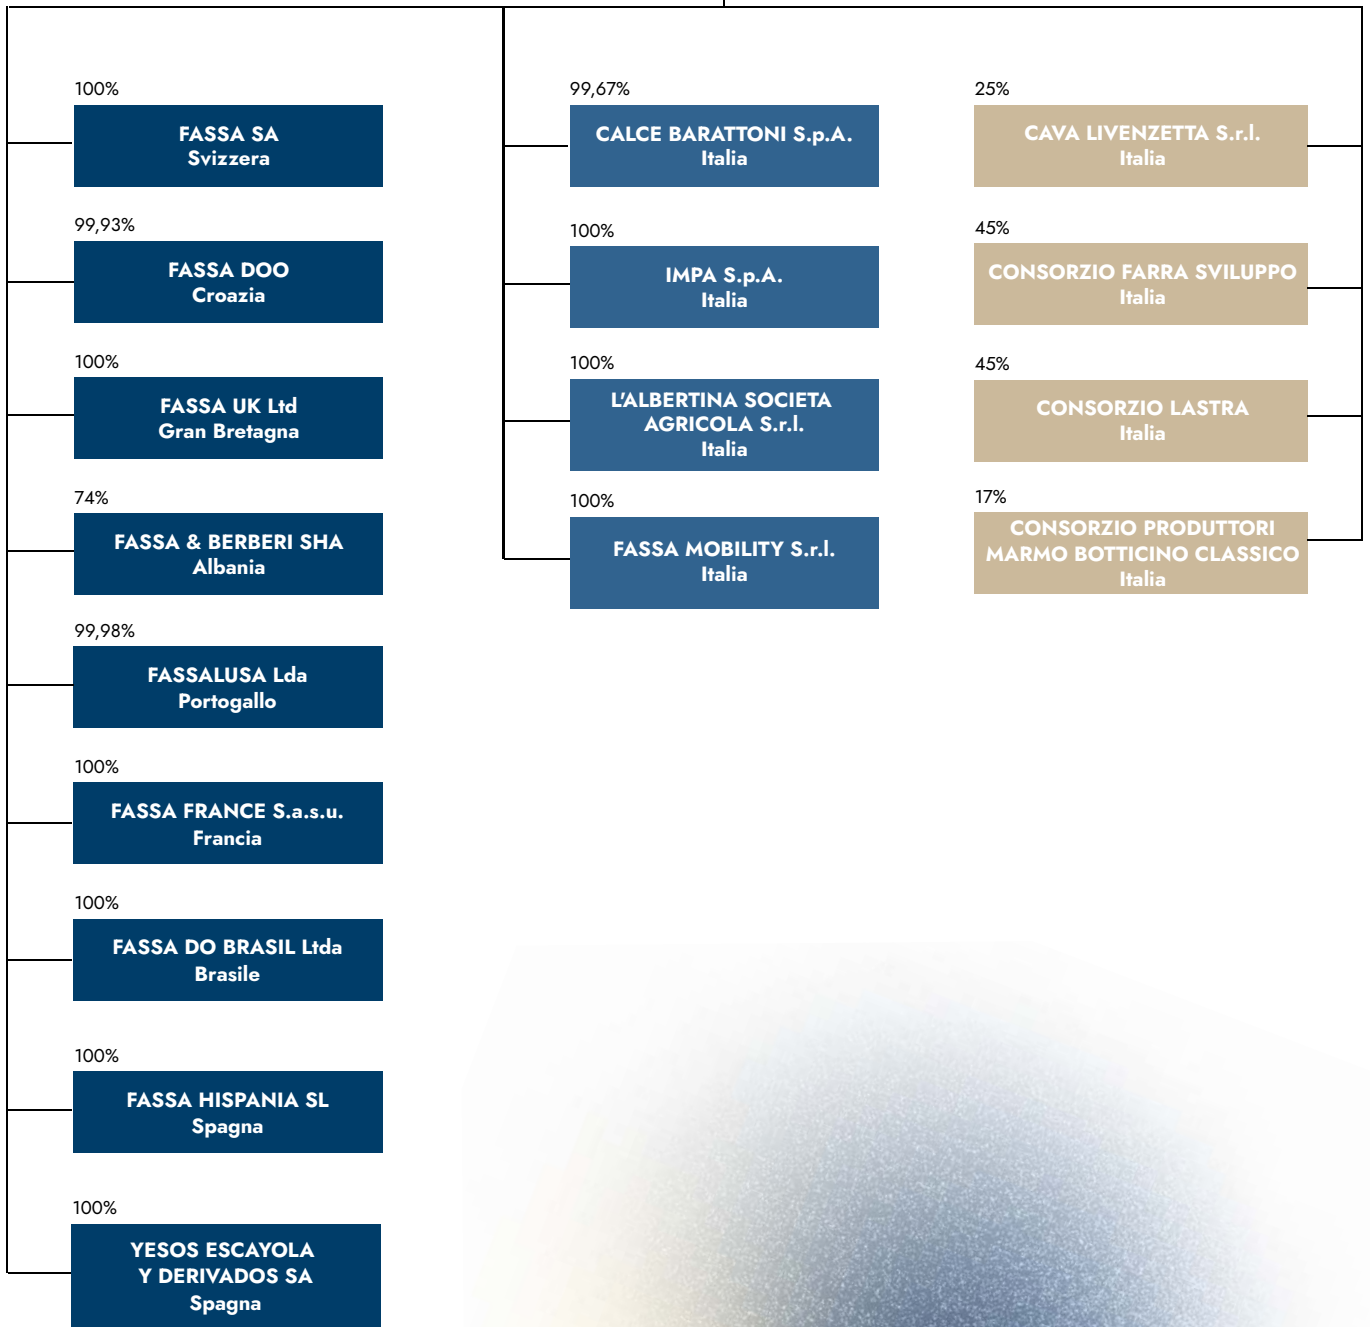 100%
FASSA SA
Svizzera
99,93%
FASSA DOO
Croazia
100%
FASSA UK Ltd
Gran Bretagna
74%
FASSA & BERBERI SHA
Albania
99,98%
FASSALUSA Lda
Portogallo
100%
FASSA FRANCE S.a.s.u.
Francia
100%
FASSA DO BRASIL Ltda
Brasile
100%
FASSA HISPANIA SL
Spagna
100%
YESOS ESCAYOLA
Y DERIVADOS SA
Spagna
99,67%
CALCE BARATTONI S.p.A.
Italia
100%
IMPA S.p.A.
Italia
100%
L'ALBERTINA SOCIETA
AGRICOLA S.r.l.
Italia
100%
FASSA MOBILITY S.r.l.
Italia
25%
CAVA LIVENZETTA S.r.l.
Italia
45%
CONSORZIO FARRA SVILUPPO
Italia
45%
CONSORZIO LASTRA
Italia
17%
CONSORZIO PRODUTTORI
MARMO BOTTICINO CLASSICO
Italia